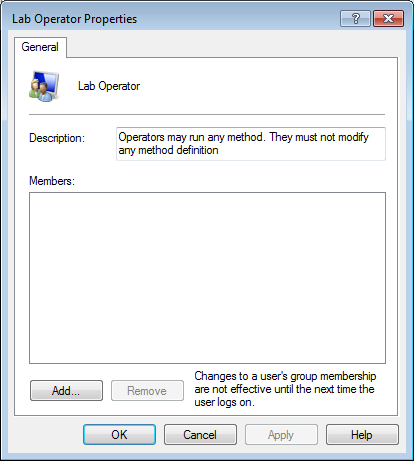 Lab Operator Properties
?
General
Lab Operator
Description:
Operators may run any method. They must not modify
any method definition
Members:
Add...
Remove
Changes to a user's group membership
are not effective until the next time the
user logs on.
OK
Cancel
Apply
Help